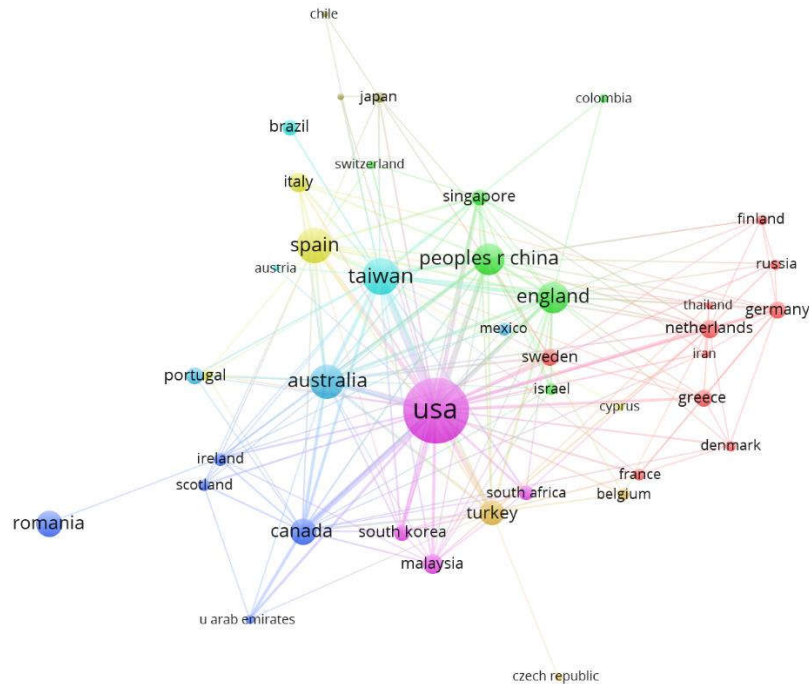 chile
japan
colombia
brazil
switzerland
italy
singapore
finland
spain
peoples r china
russia
austria
taiwan
england
thailand
germany
mexico
netherlands
sweden
iran
portugal
australia
israel
usa
cyprus
greece
denmark
ireland
scotland
france
south africa
belgium
romania
canada
south korea
turkey
malaysia
u arab emirates
czech republic